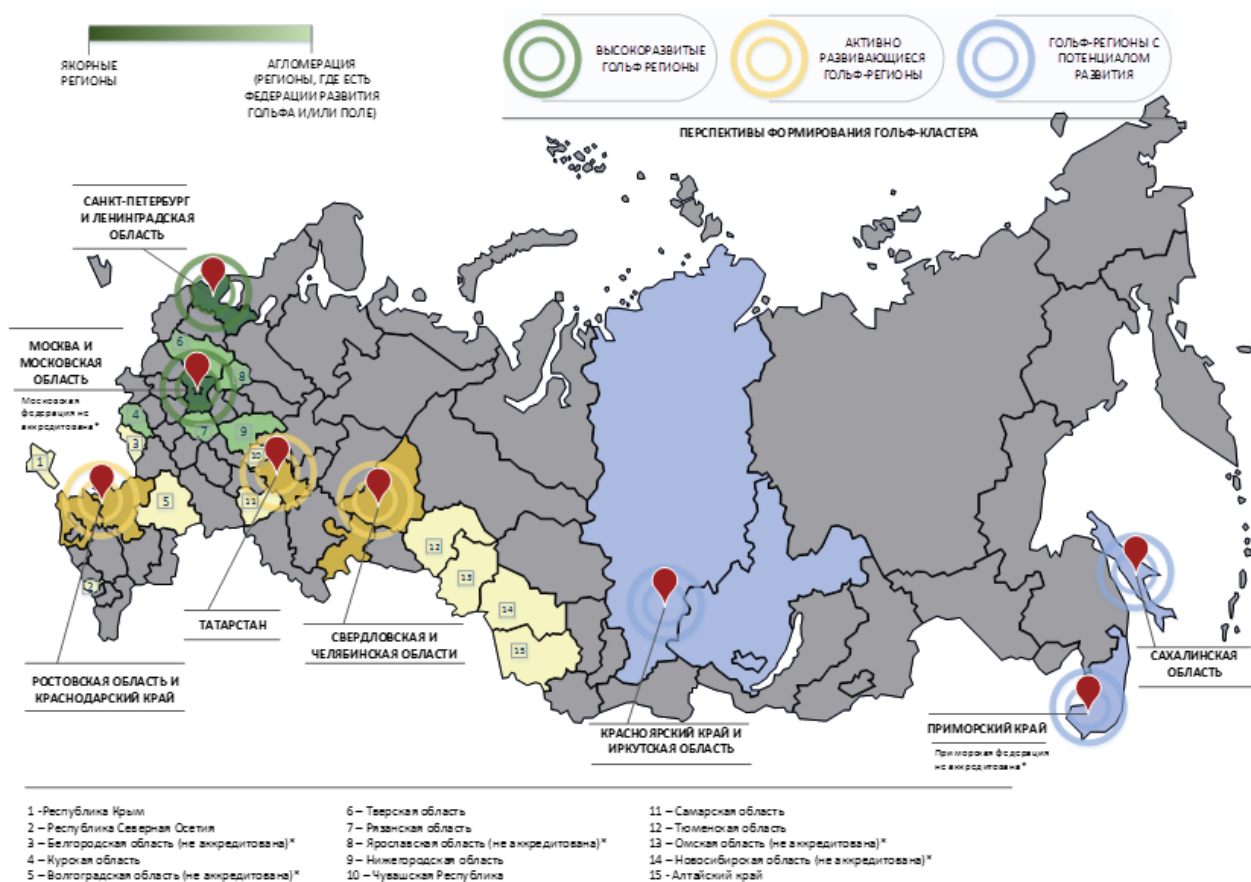 ЯКОРНЫЕ
РЕГИОНЫ
АГЛОМЕРАЦИЯ
(РЕГИОНЫ, ГДЕ ЕСТЬ
ФЕДЕРАЦИИ РАЗВИТИЯ
ГОЛЬФА И/ИЛИ ПОЛЕ)
ВЫСОКОРАЗВИТЫЕ
ГОЛЬФ РЕГИОНЫ
АКТИВНО
РАЗВИВАЮЩИЕСЯ
ГОЛЬФ-РЕГИОНЫ
ГОЛЬФ-РЕГИОНЫ С
ПОТЕНЦИАЛОМ
РАЗВИТИЯ
ПЕРСПЕКТИВЫ ФОРМИРОВАНИЯ ГОЛЬФ-КЛАСТЕРА
САНКТ-ПЕТЕРБУРГ
И ЛЕНИНГРАДСКАЯ
ОБЛАСТЬ
МОСКВА И
МОСКОВСКАЯ
ОБЛАСТЬ
Московская
федерация не
аккредитована*
6
8
4
7
9
3
10
1
5
11
2
12
13
14
15
ТАТАРСТАН
СВЕРДЛОВСКАЯ И
ЧЕЛЯБИНСКАЯ ОБЛАСТИ
РОСТОВСКАЯ ОБЛАСТЬ И
КРАСНОДАРСКИЙ КРАЙ
КРАСНОЯРСКИЙ КРАЙ И
ИРКУТСКАЯ ОБЛАСТЬ
САХАЛИНСКАЯ
ОБЛАСТЬ
ПРИМОРСКИЙ КРАЙ
Приморская федерация
не аккредитована*
1 -Республика Крым
2 – Республика Северная Осетия
3 – Белгородская область (не аккредитована)*
4 – Курская область
5 – Волгоградская область (не аккредитована)*
6 – Тверская область
7 – Рязанская область
8 – Ярославская область (не аккредитована)*
9 – Нижегородская область
10 – Чувашская Республика
11 – Самарская область
12 – Тюменская область
13 – Омская область (не аккредитована)*
14 – Новосибирская область (не аккредитована)*
15 - Алтайский край